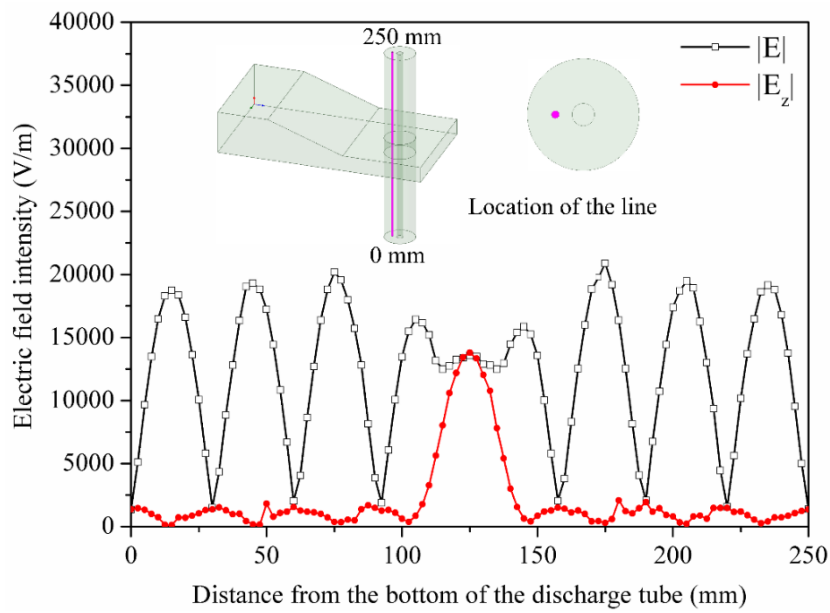 40000
35000
30000
25000
20000
15000
10000
5000
0
Electric field intensity (V/m)
250 mm
0 mm
Location of the line
|E|
|E_z|
0
50
100
150
200
250
Distance from the bottom of the discharge tube (mm)